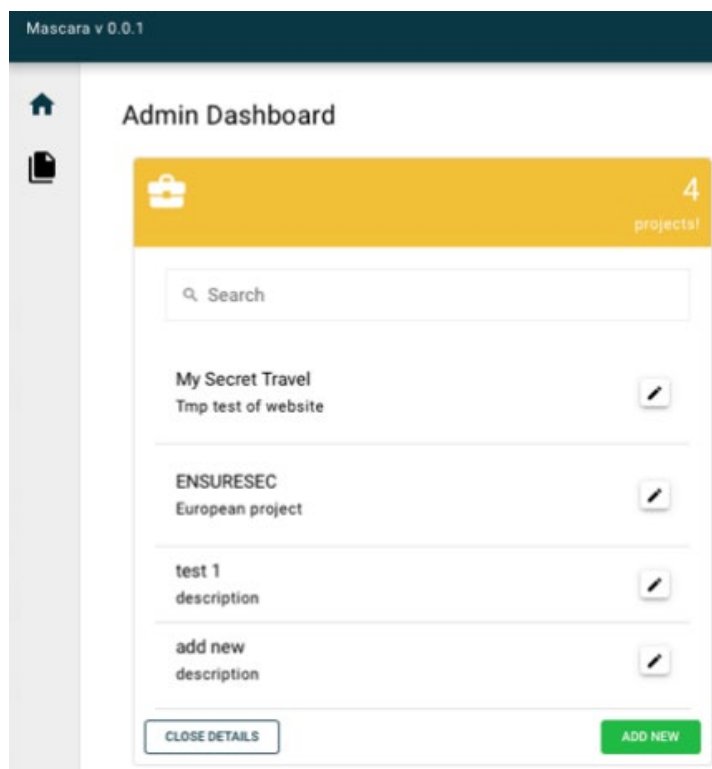 Mascara v 0.0.1
Admin Dashboard
4
projects!
Search
My Secret Travel
Tmp test of website
ENSURESEC
European project
test 1
description
add new
description
CLOSE DETAILS
ADD NEW